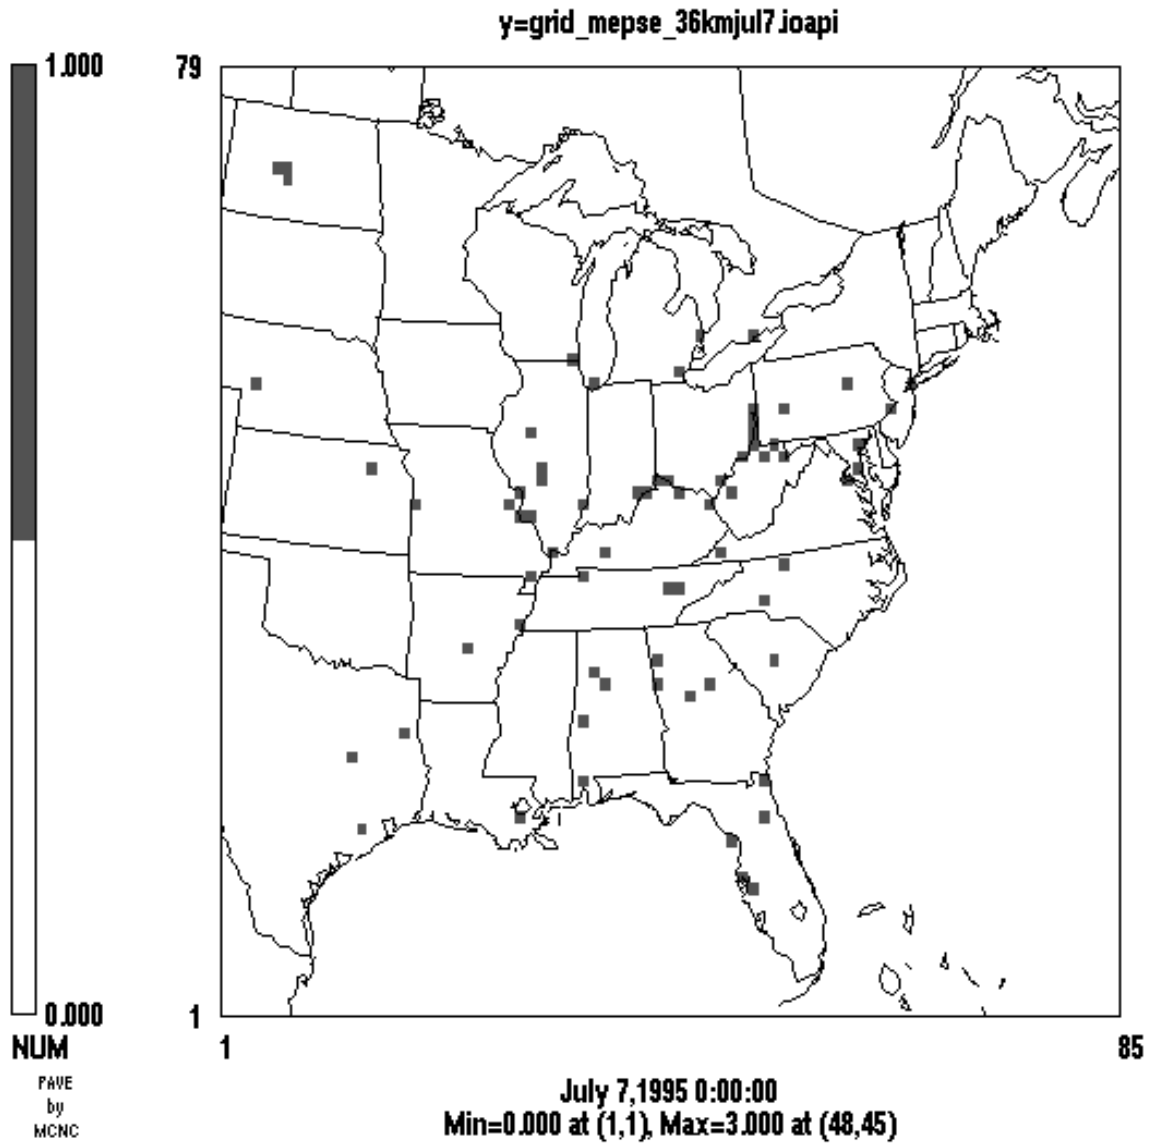 y=grid_mepse_36kmjul7.ioapi
1.000
79
0.000
1
NUM
1
85
PAVE
by
MCNC
July 7,1995 0:00:00
Min=0.000 at (1,1), Max=3.000 at (48,45)